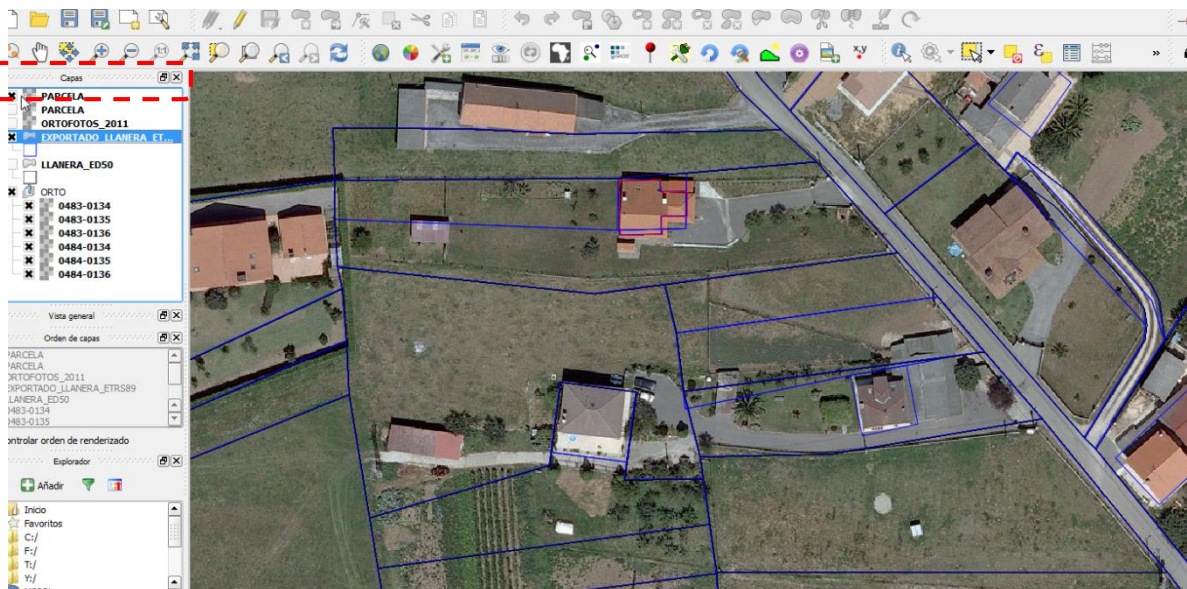 1:1
x,y
»
Capas
PARCELA
PARCELA
ORTOFOTOS_2011
EXPORTADO_LLANERA_ET...
LLANERA_ED50
ORTO
0483-0134
0483-0135
0483-0136
0484-0134
0484-0135
0484-0136
Vista general
Orden de capas
PARCELA
PARCELA
ORTOFOTOS_2011
EXPORTADO_LLANERA_ETRS89
LLANERA_ED50
0483-0134
0483-0135
ontrolar orden de renderizado
Explorador
Añadir
Inicio
Favoritos
C:/
F:/
T:/
Y:/